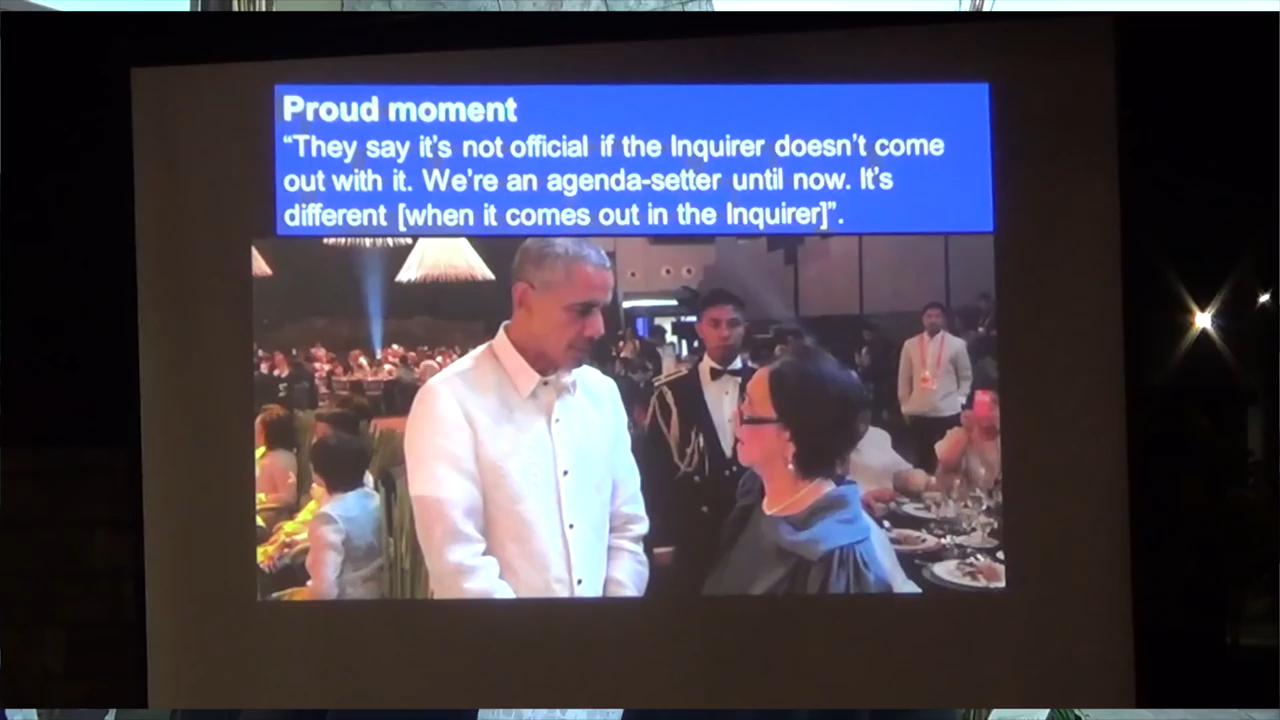 Proud moment
“They say it’s not official if the Inquirer doesn’t come
out with it. We’re an agenda-setter until now. It’s
different [when it comes out in the Inquirer]”.